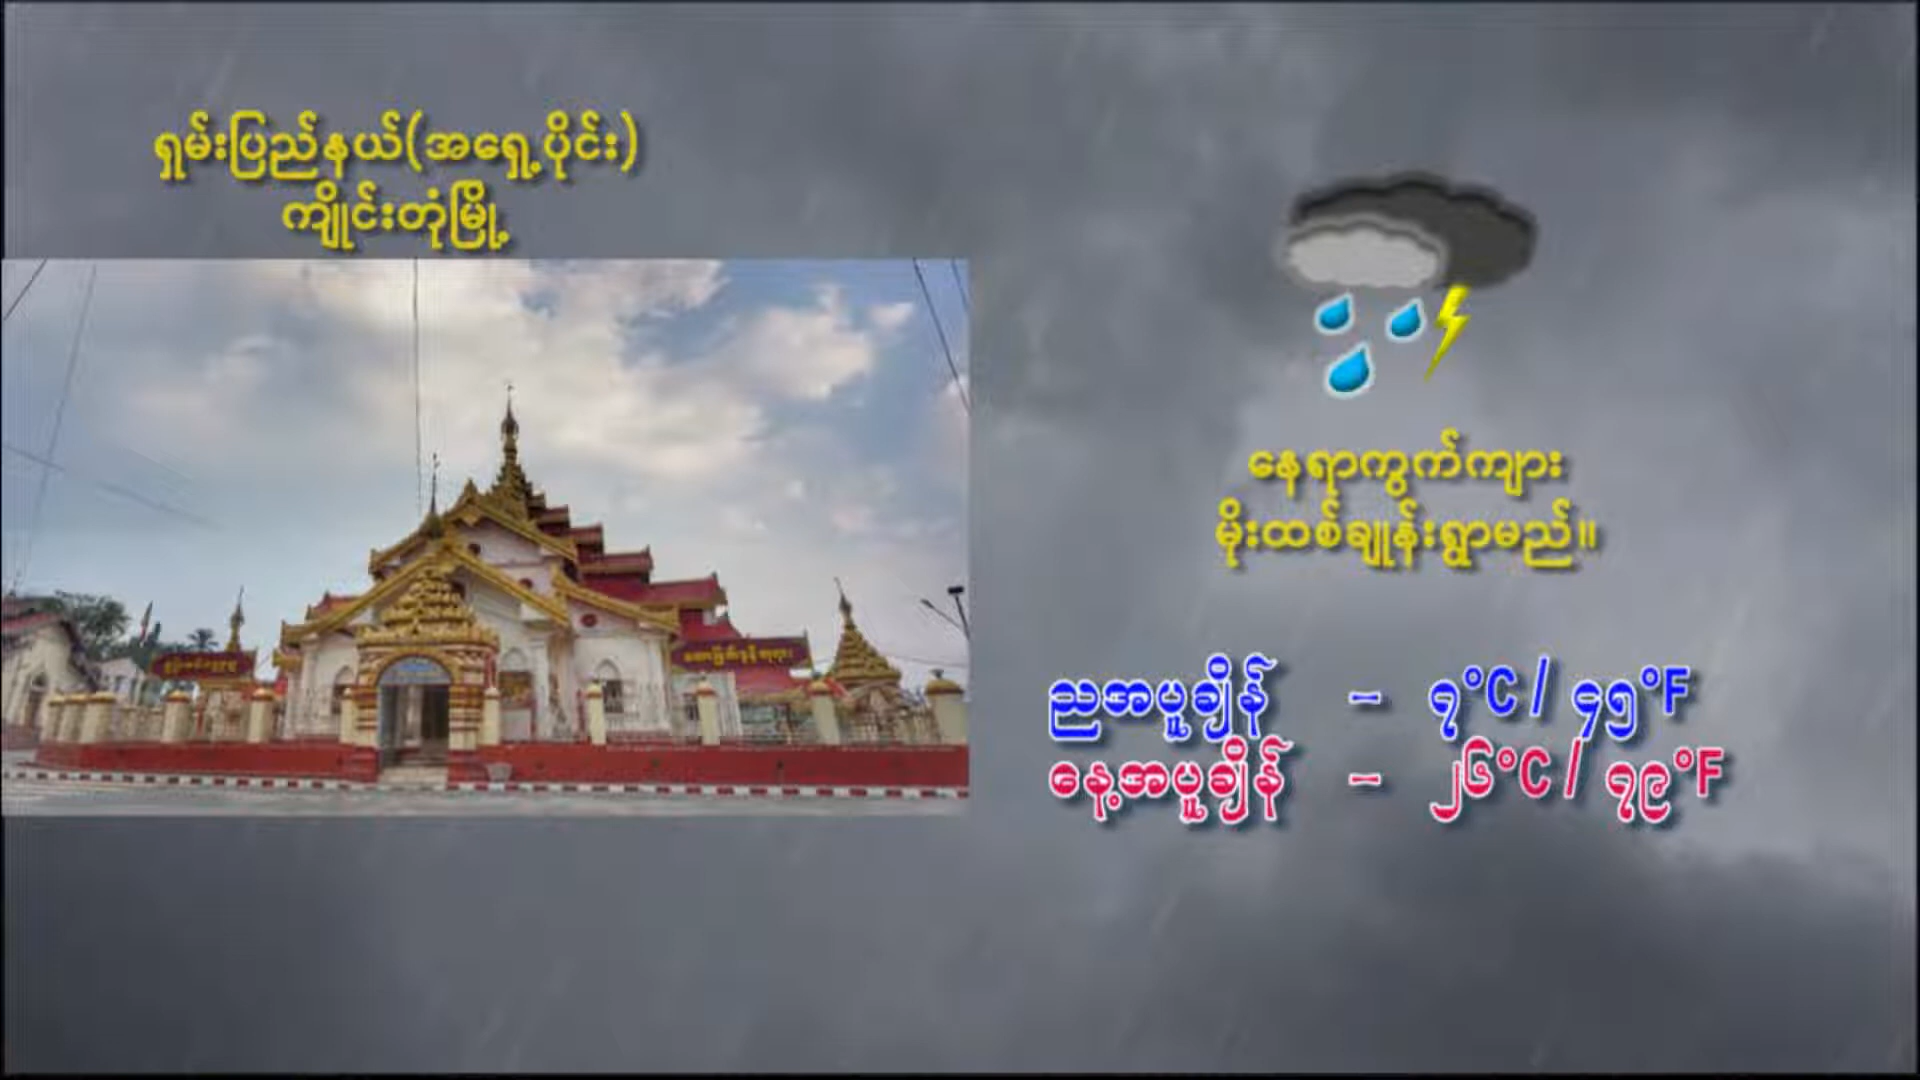 ရှမ်းပြည်နယ်(အရှေ့ပိုင်း)
ကျိုင်းတုံမြို့
နေရာကွက်ကျား
မိုးထစ်ချုန်းရွာမည်။
ညအပူချိန် - ၇°C / ၄၅°F
နေ့အပူချိန် - ၂၆°C / ၇၉°F